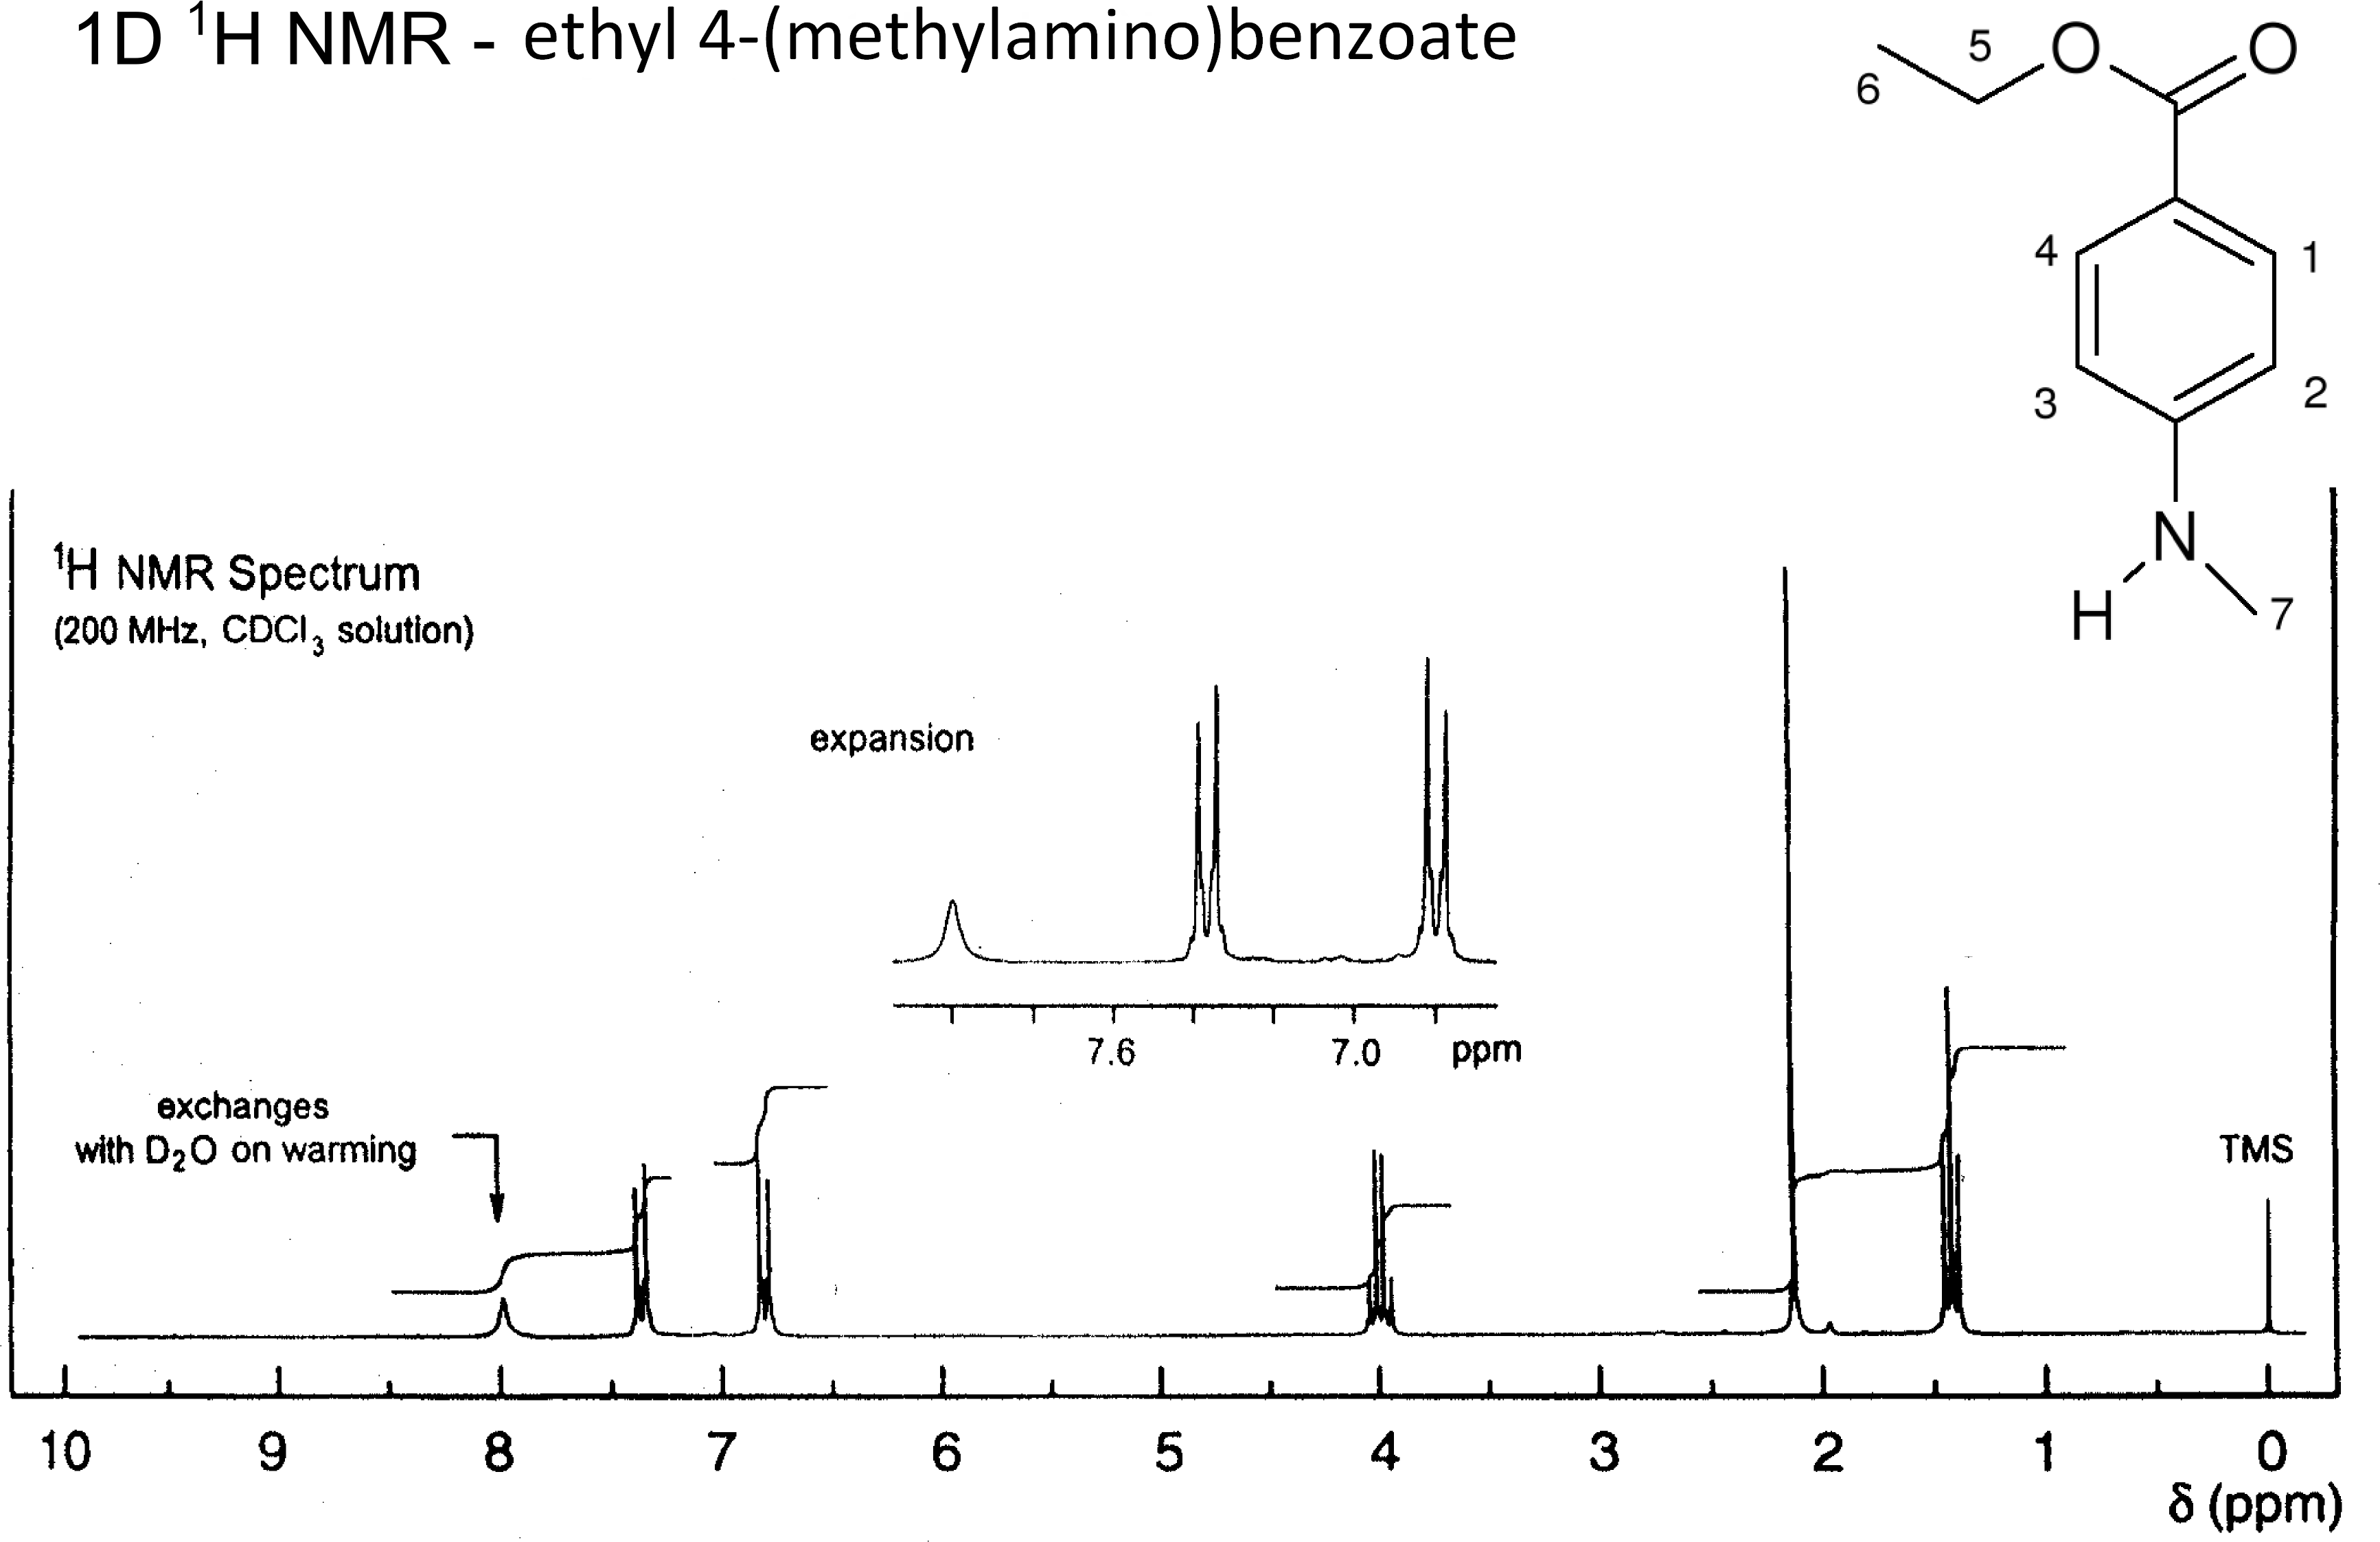 1D ¹H NMR - ethyl 4-(methylamino)benzoate
5 O O
6
4 1
3 2
N
H 7
¹H NMR Spectrum
(200 MHz, CDCl₃ solution)
expansion
7.6 7.0 ppm
exchanges
with D₂O on warming
TMS
10 9 8 7 6 5 4 3 2 1 0
δ (ppm)